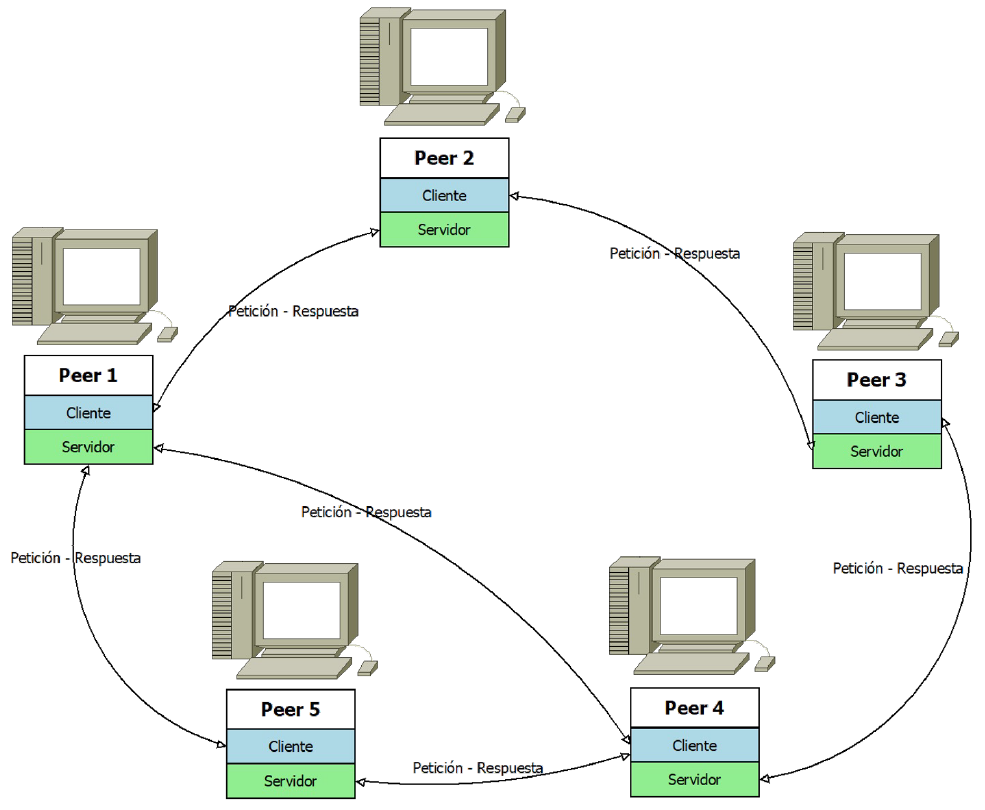 Peer 2
Cliente
Servidor
Petición - Respuesta
Petición - Respuesta
Peer 1
Cliente
Servidor
Peer 3
Cliente
Servidor
Petición - Respuesta
Petición - Respuesta
Petición - Respuesta
Peer 5
Cliente
Servidor
Petición - Respuesta
Peer 4
Cliente
Servidor